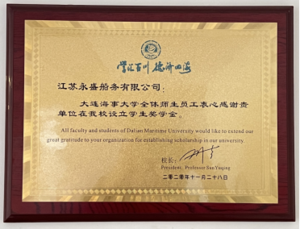 学汇百川 德济四海
江苏永盛船务有限公司：
大连海事大学全体师生员工衷心感谢贵
单位在我校设立学生奖学金。
All faculty and students of Dalian Maritime University would like to extend our
great gratitude to your organization for establishing scholarship in our university.
校长：
President, Professor Sun Yuqing
二〇二〇年十一月二十八日